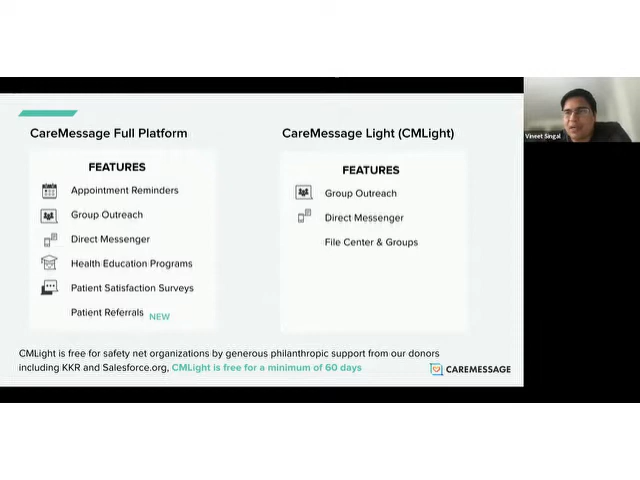 CareMessage Full Platform
FEATURES
Appointment Reminders
Group Outreach
Direct Messenger
Health Education Programs
Patient Satisfaction Surveys
Patient Referrals NEW
CareMessage Light (CMLight)
FEATURES
Group Outreach
Direct Messenger
File Center & Groups
CMLight is free for safety net organizations by generous philanthropic support from our donors
including KKR and Salesforce.org, CMLight is free for a minimum of 60 days
CAREMESSAGE
Vineet Singal